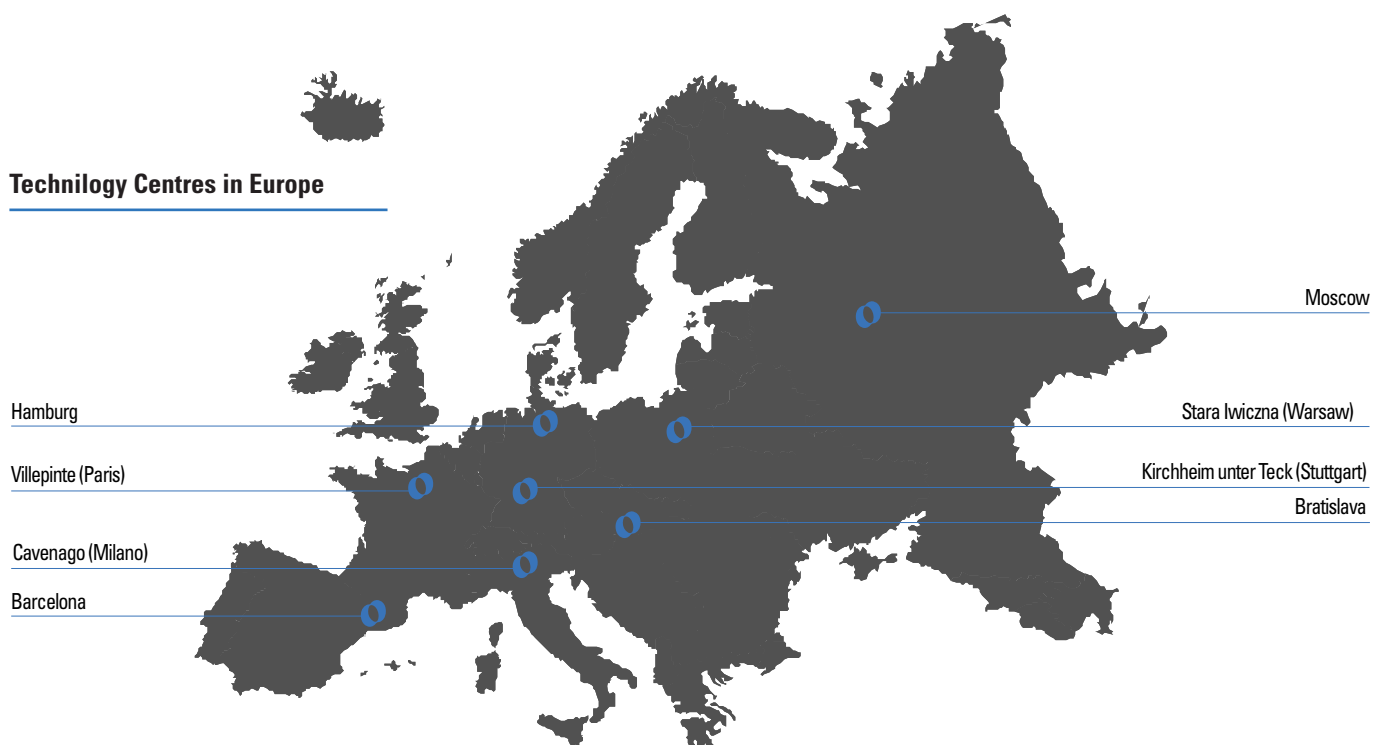 Technilogy Centres in Europe
Moscow
Hamburg
Stara Iwiczna (Warsaw)
Villepinte (Paris)
Kirchheim unter Teck (Stuttgart)
Bratislava
Cavenago (Milano)
Barcelona